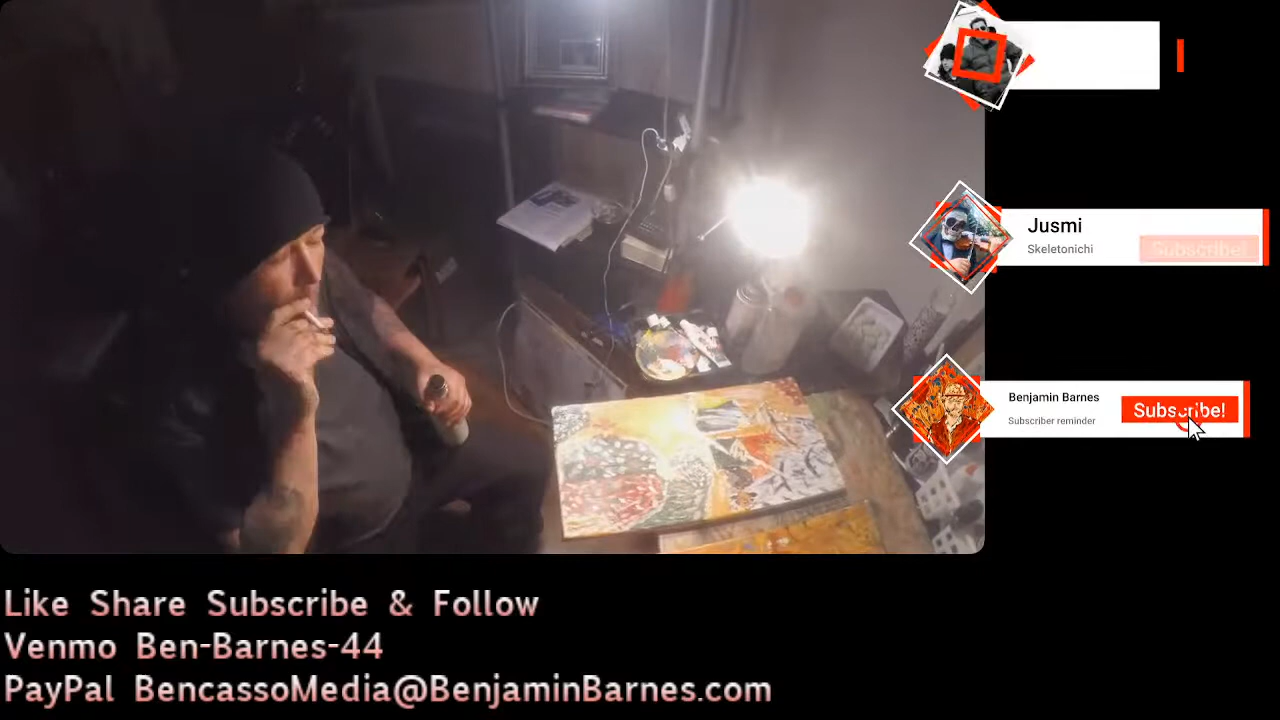 Jusmi
Skeletonichi
Subscribe!
Benjamin Barnes
Subscriber reminder
Subscribe!
Like Share Subscribe & Follow
Venmo Ben-Barnes-44
PayPal BencassoMedia@BenjaminBarnes.com